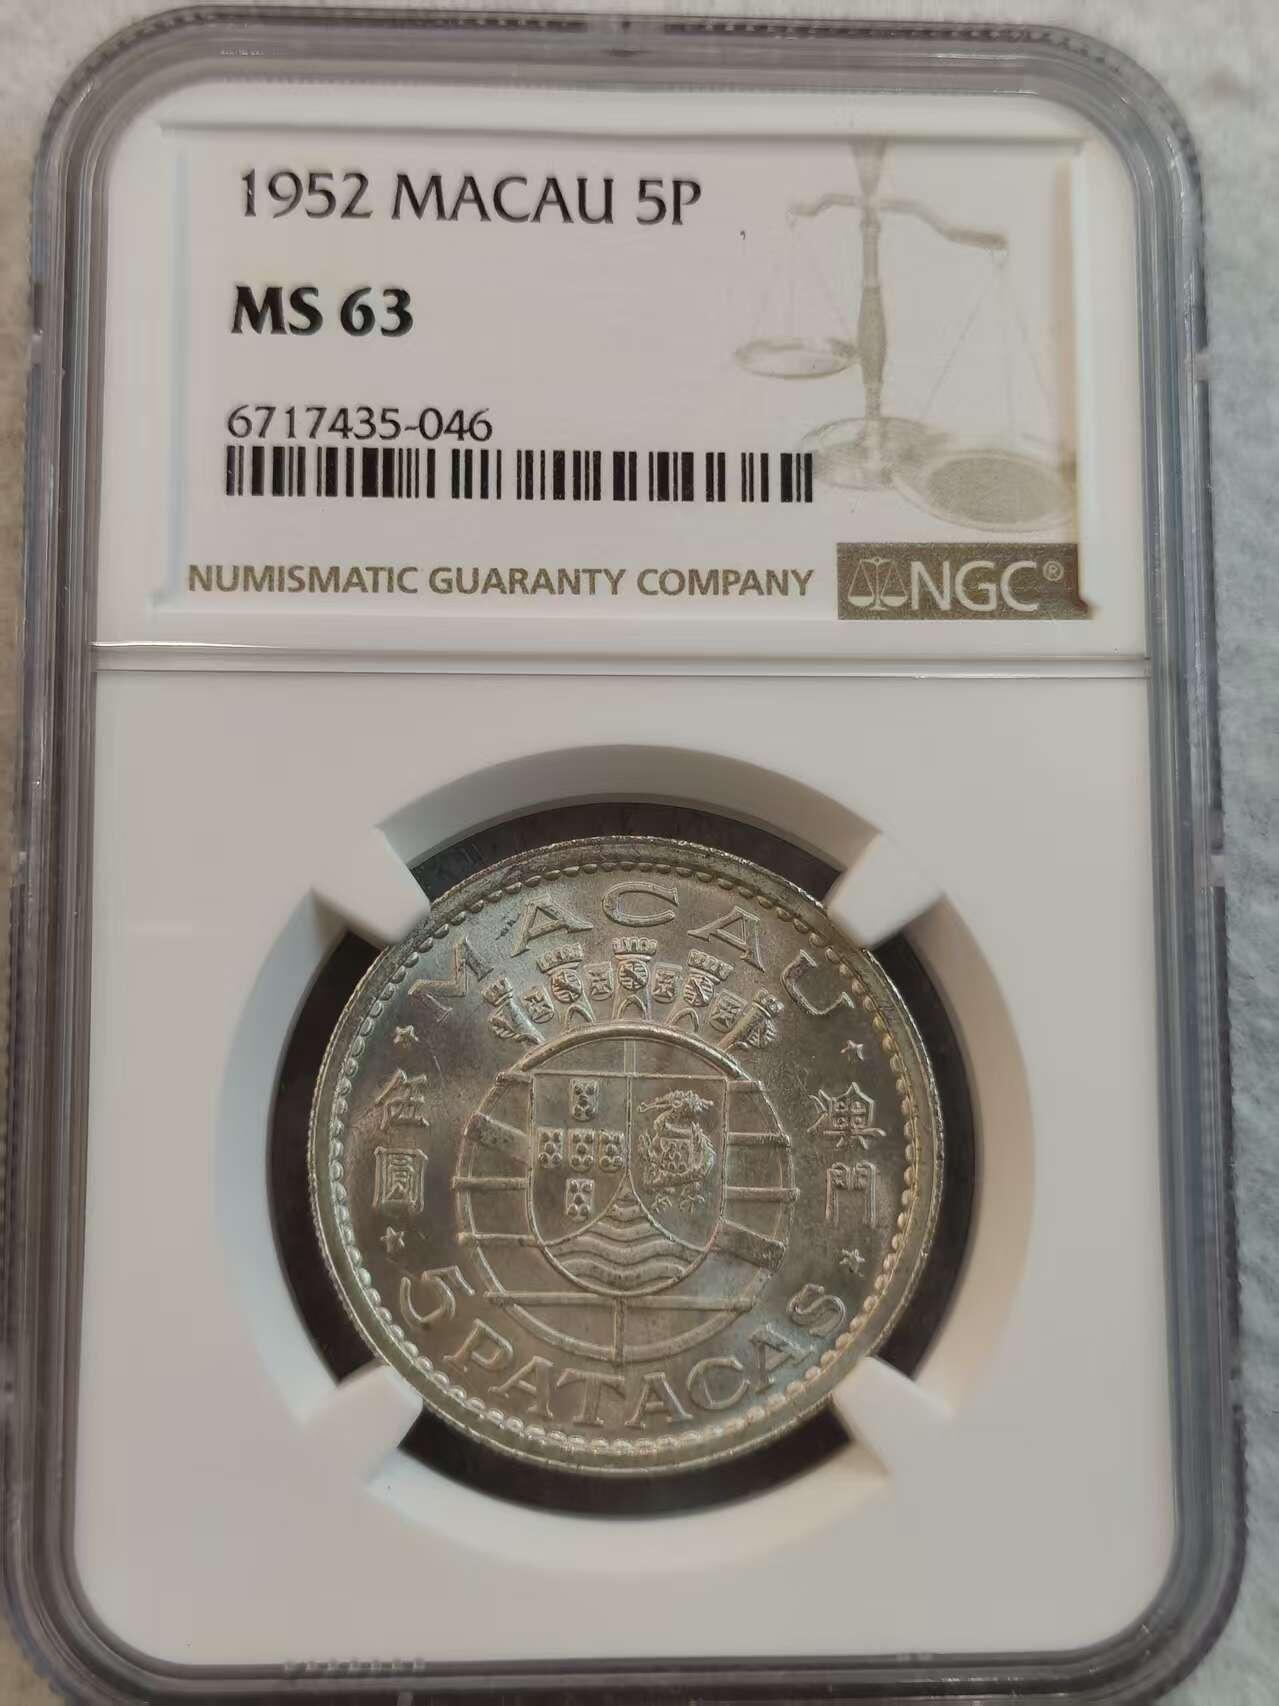 1952 MACAU 5P
MS 63
6717435-046
NUMISMATIC GUARANTY COMPANY
NGC®
MACAU
伍圓
澳門
5 PATACAS